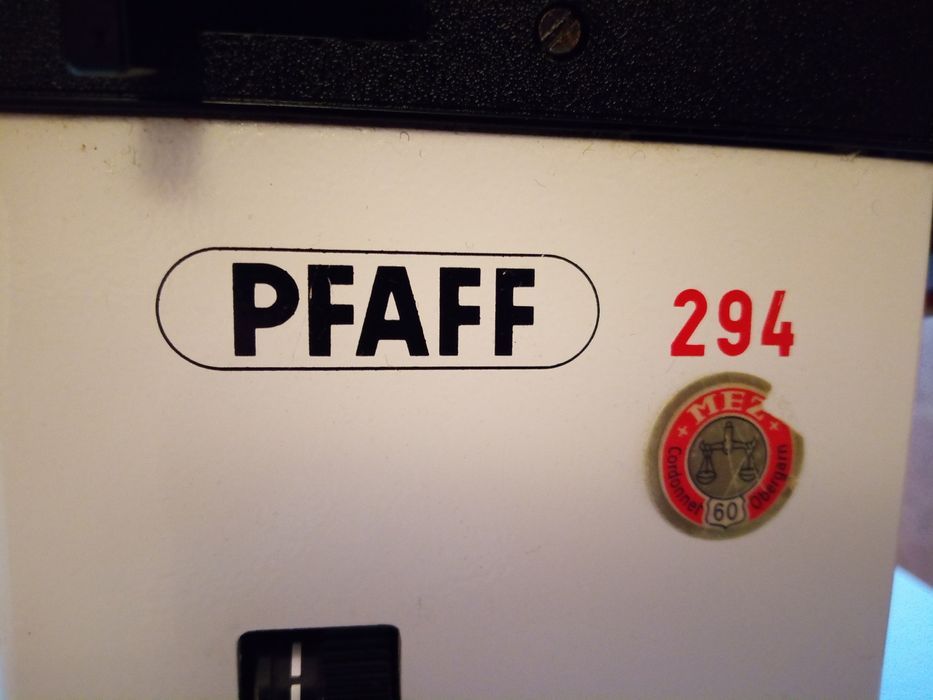 PFAFF
294
MEZ
Cordonnet Obergarn
60